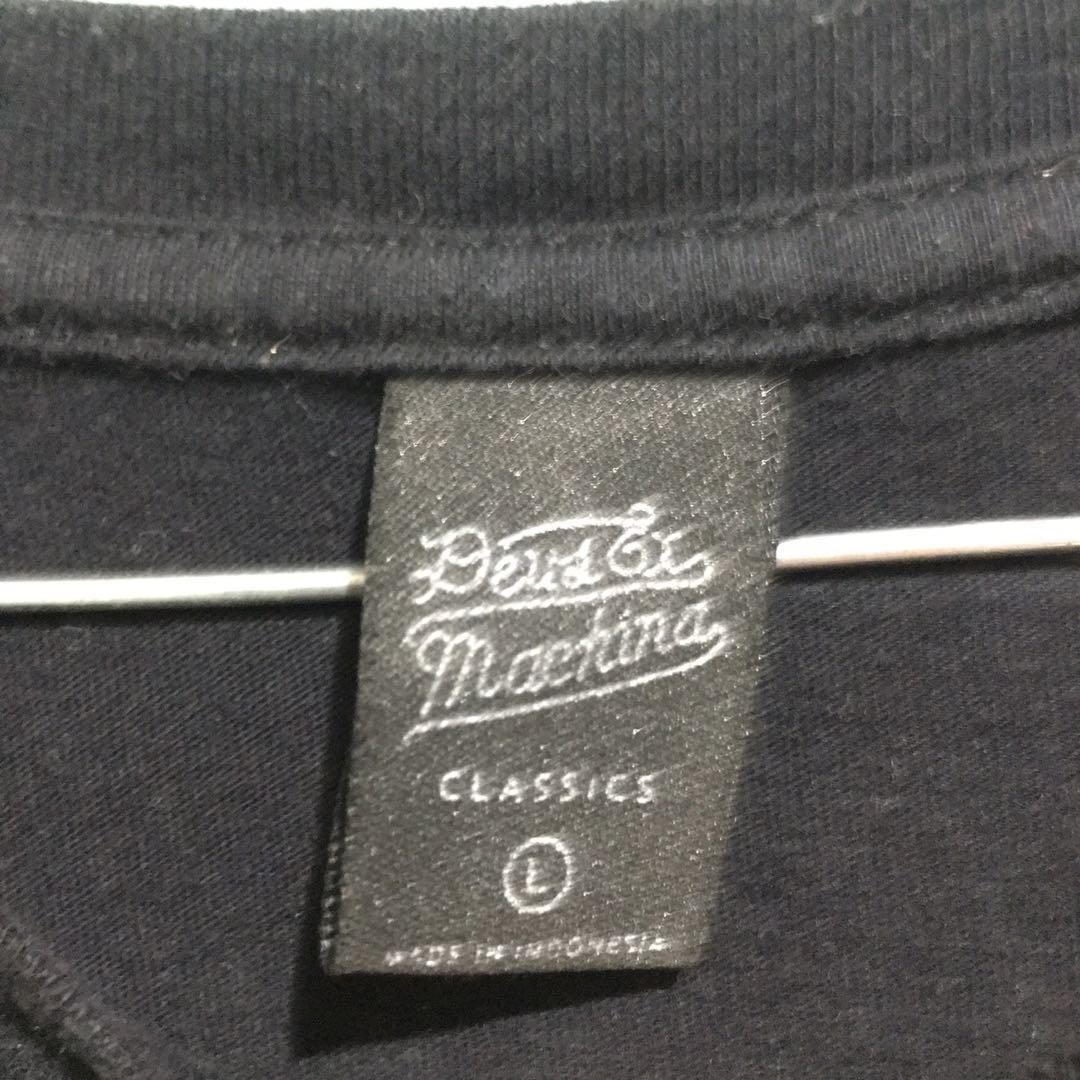 Deus Ex
Machina
CLASSICS
L
MADE IN INDONESIA